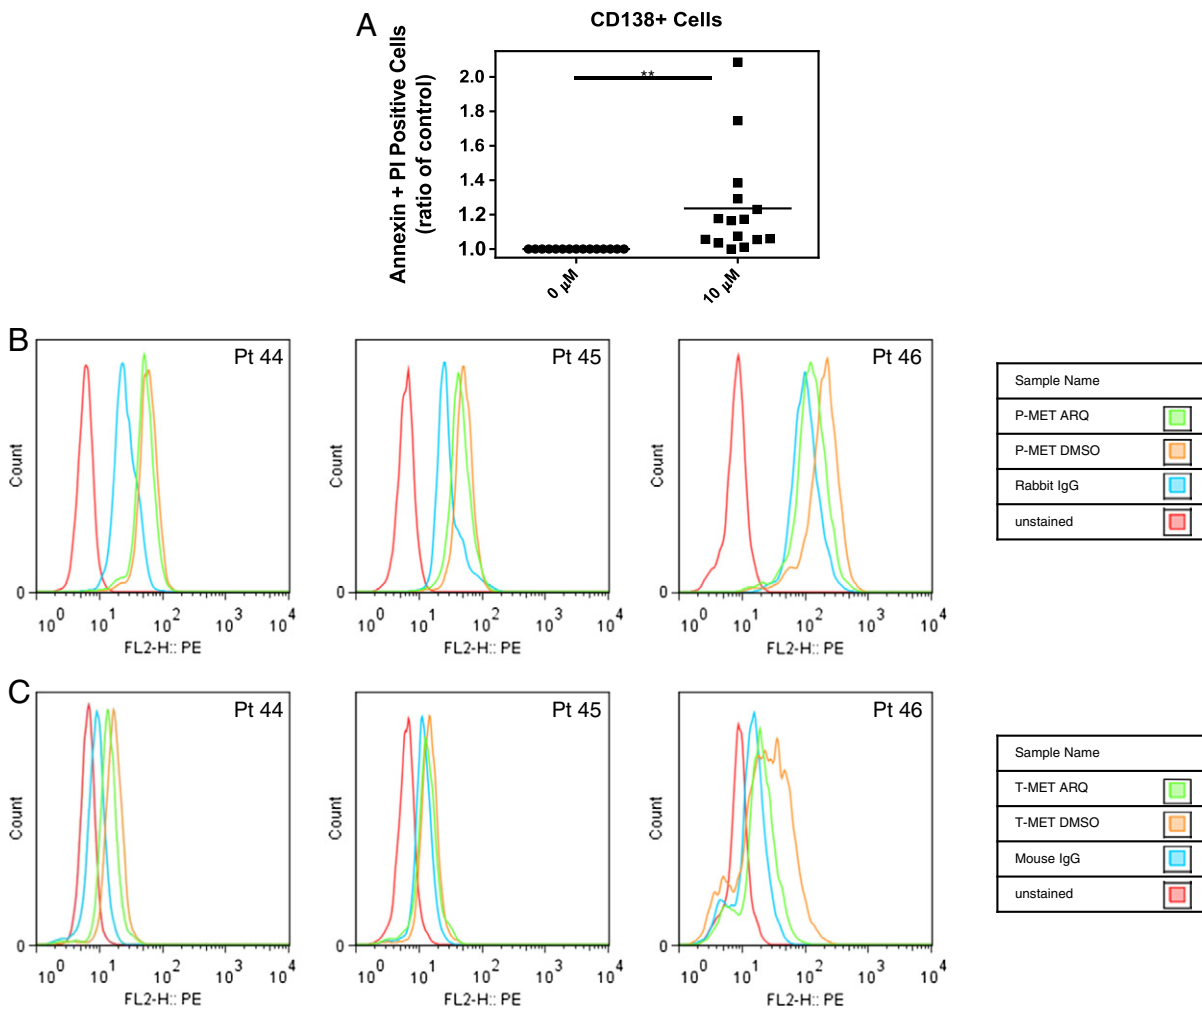 A
CD138+ Cells
Annexin + PI Positive Cells
(ratio of control)
2.0
1.8
1.6
1.4
1.2
1.0
**
0 µM
10 µM
B
Pt 44
Count
0
10^0 10^1 10^2 10^3 10^4
FL2-H:: PE
Pt 45
Count
0
10^0 10^1 10^2 10^3 10^4
FL2-H:: PE
Pt 46
Count
0
10^0 10^1 10^2 10^3 10^4
FL2-H:: PE
Sample Name
P-MET ARQ
P-MET DMSO
Rabbit IgG
unstained
C
Pt 44
Count
0
10^0 10^1 10^2 10^3 10^4
FL2-H:: PE
Pt 45
Count
0
10^0 10^1 10^2 10^3 10^4
FL2-H:: PE
Pt 46
Count
0
10^0 10^1 10^2 10^3 10^4
FL2-H:: PE
Sample Name
T-MET ARQ
T-MET DMSO
Mouse IgG
unstained